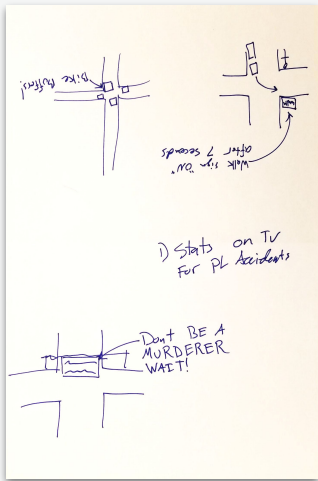 Bike Buffers!
Walk sign "ON"
after 7 seconds
1) Stats on TV
For PL Accidents
Don't BE A
MURDERER
WAIT!